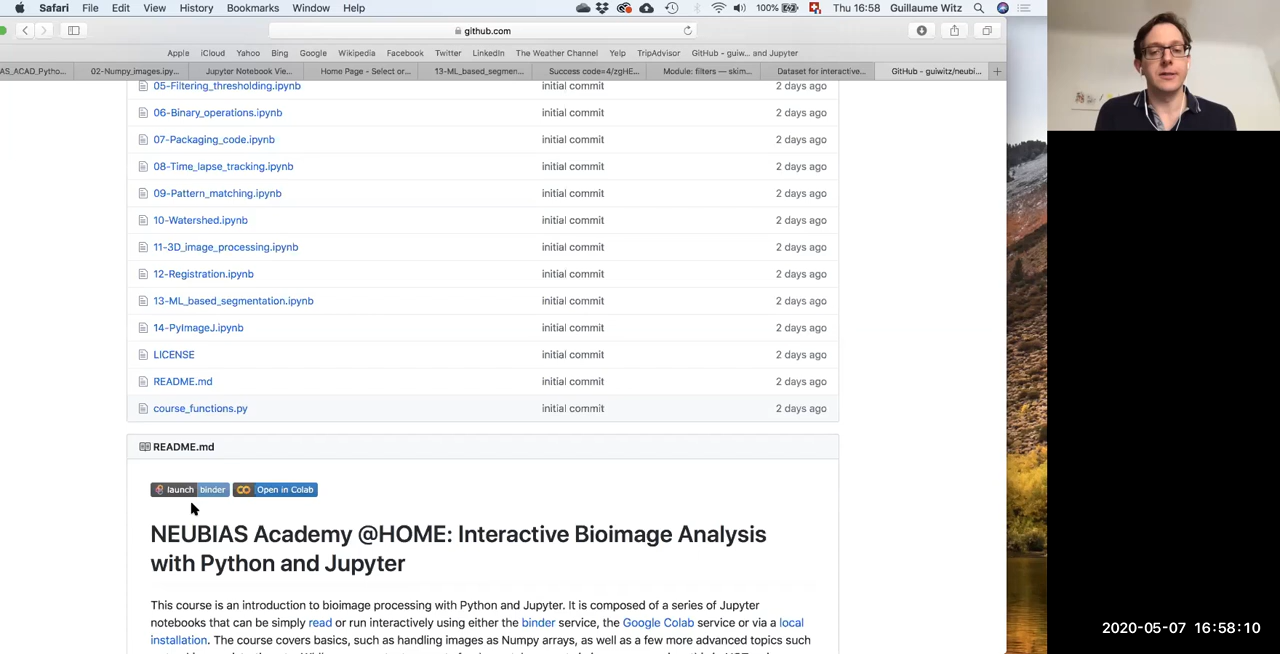 Safari File Edit View History Bookmarks Window Help 100% Thu 16:58 Guillaume Witz
github.com
Apple iCloud Yahoo Bing Google Wikipedia Facebook Twitter LinkedIn The Weather Channel Yelp TripAdvisor GitHub - guiw... and Jupyter
AS_ACAD_Pytho... 02-Numpy_images.ipy... Jupyter Notebook Vie... Home Page - Select or... 13-ML_based_segmen... Success code=4/zgHE... Module: filters — skim... Dataset for interactive... GitHub - guiwitz/neubi...
05-Filtering_thresholding.ipynb initial commit 2 days ago
06-Binary_operations.ipynb initial commit 2 days ago
07-Packaging_code.ipynb initial commit 2 days ago
08-Time_lapse_tracking.ipynb initial commit 2 days ago
09-Pattern_matching.ipynb initial commit 2 days ago
10-Watershed.ipynb initial commit 2 days ago
11-3D_image_processing.ipynb initial commit 2 days ago
12-Registration.ipynb initial commit 2 days ago
13-ML_based_segmentation.ipynb initial commit 2 days ago
14-PyImageJ.ipynb initial commit 2 days ago
LICENSE initial commit 2 days ago
README.md initial commit 2 days ago
course_functions.py initial commit 2 days ago
README.md
launch binder Open in Colab
NEUBIAS Academy @HOME: Interactive Bioimage Analysis
with Python and Jupyter
This course is an introduction to bioimage processing with Python and Jupyter. It is composed of a series of Jupyter
notebooks that can be simply read or run interactively using either the binder service, the Google Colab service or via a local
installation. The course covers basics, such as handling images as Numpy arrays, as well as a few more advanced topics such
2020-05-07 16:58:10